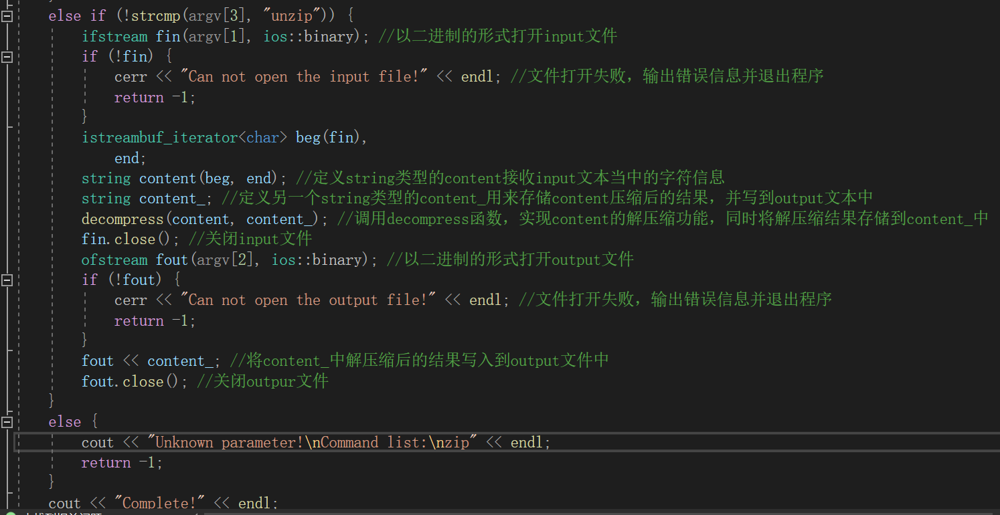 else if (!strcmp(argv[3], "unzip")) {
ifstream fin(argv[1], ios::binary); //以二进制的形式打开input文件
if (!fin) {
cerr << "Can not open the input file!" << endl; //文件打开失败，输出错误信息并退出程序
return -1;
}
istreambuf_iterator<char> beg(fin),
end;
string content(beg, end); //定义string类型的content接收input文本当中的字符信息
string content_; //定义另一个string类型的content_用来存储content压缩后的结果，并写到output文本中
decompress(content, content_); //调用decompress函数，实现content的解压缩功能，同时将解压缩结果存储到content_中
fin.close(); //关闭input文件
ofstream fout(argv[2], ios::binary); //以二进制的形式打开output文件
if (!fout) {
cerr << "Can not open the output file!" << endl; //文件打开失败，输出错误信息并退出程序
return -1;
}
fout << content_; //将content_中解压缩后的结果写入到output文件中
fout.close(); //关闭outpur文件
}
else {
cout << "Unknown parameter!\nCommand list:\nzip" << endl;
return -1;
}
cout << "Complete!" << endl;